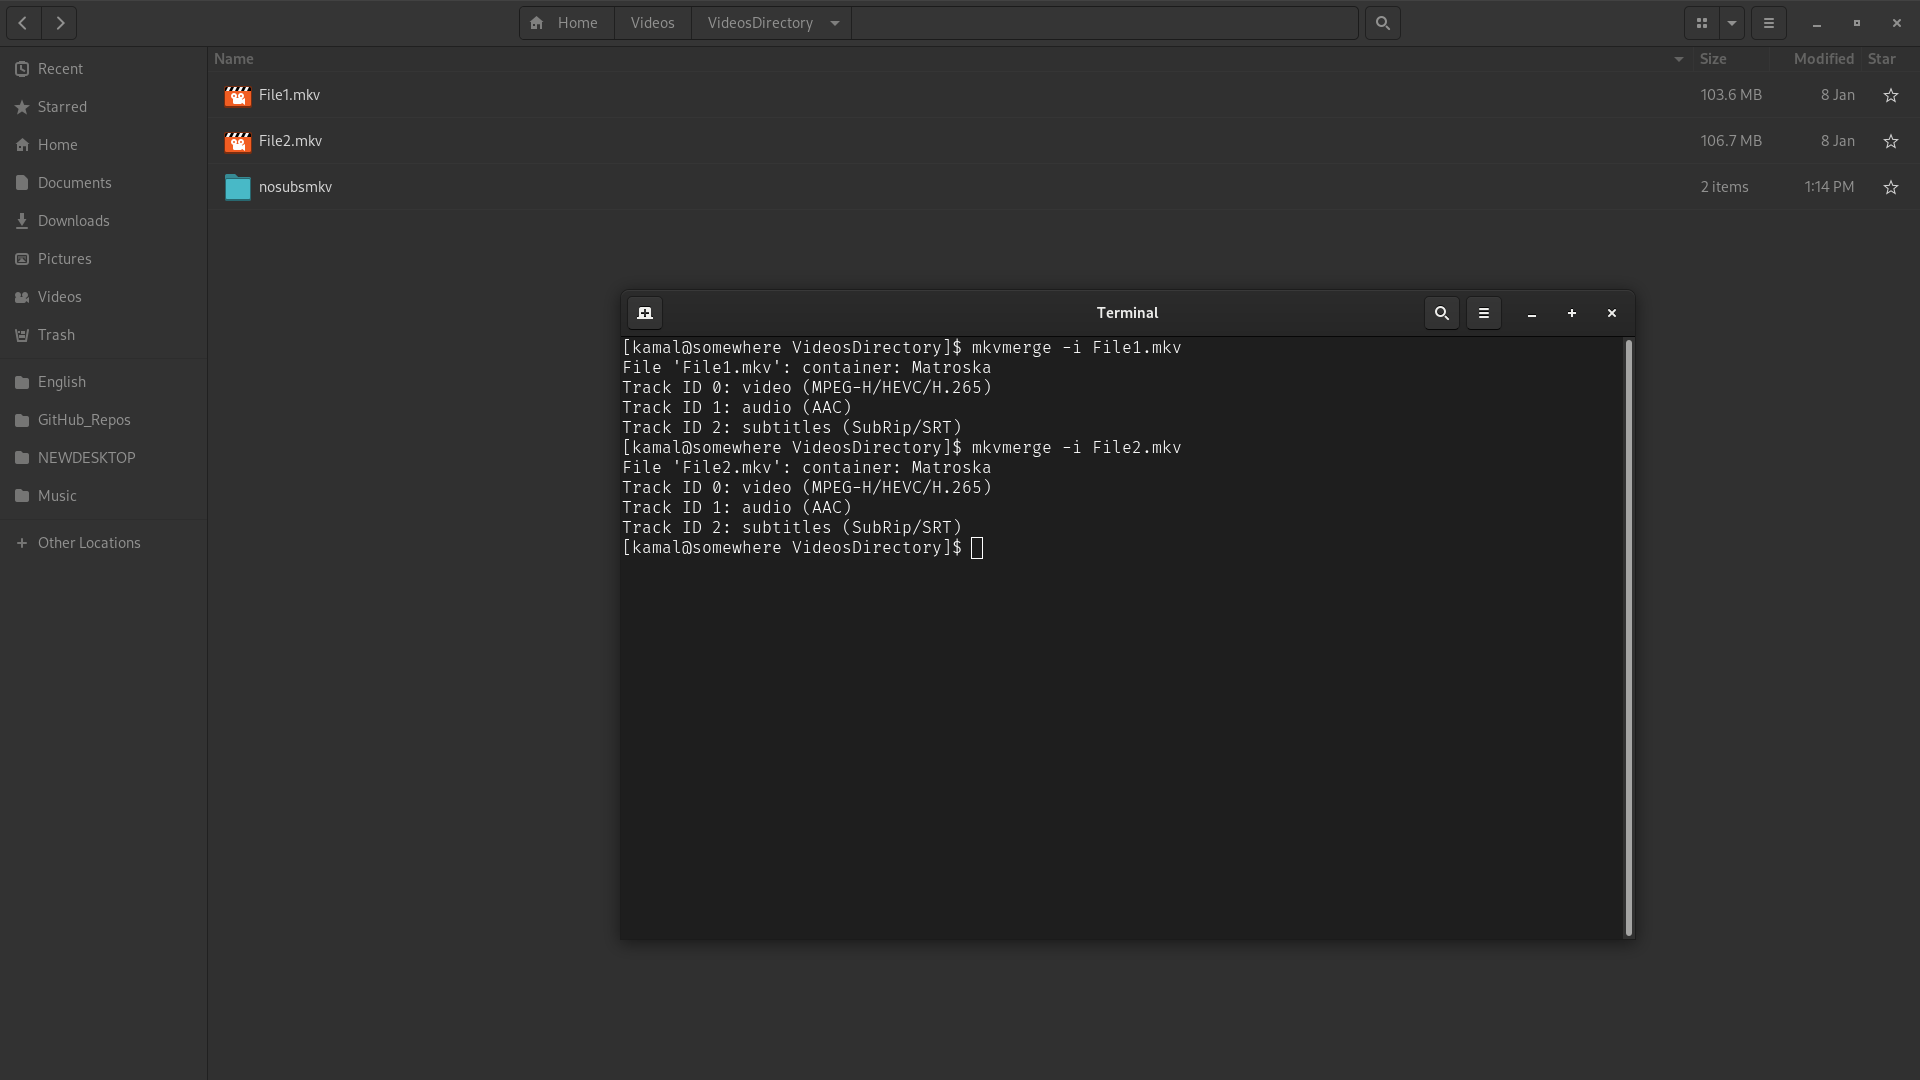 Home Videos VideosDirectory
Recent
Starred
Home
Documents
Downloads
Pictures
Videos
Trash
English
GitHub_Repos
NEWDESKTOP
Music
+ Other Locations
Name Size Modified Star
File1.mkv 103.6 MB 8 Jan
File2.mkv 106.7 MB 8 Jan
nosubsmkv 2 items 1:14 PM
Terminal
[kamal@somewhere VideosDirectory]$ mkvmerge -i File1.mkv
File 'File1.mkv': container: Matroska
Track ID 0: video (MPEG-H/HEVC/H.265)
Track ID 1: audio (AAC)
Track ID 2: subtitles (SubRip/SRT)
[kamal@somewhere VideosDirectory]$ mkvmerge -i File2.mkv
File 'File2.mkv': container: Matroska
Track ID 0: video (MPEG-H/HEVC/H.265)
Track ID 1: audio (AAC)
Track ID 2: subtitles (SubRip/SRT)
[kamal@somewhere VideosDirectory]$